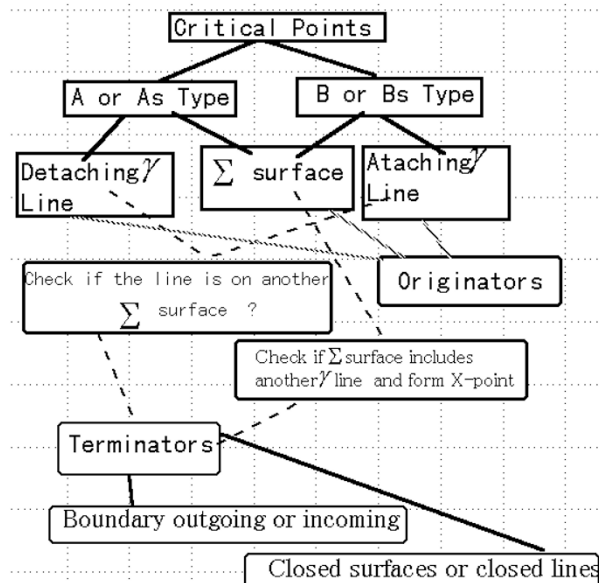 Critical Points
A or As Type
B or Bs Type
Detaching γ
Line
Σ surface
Ataching γ
Line
Check if the line is on another
Σ surface ?
Originators
Check if Σ surface includes
another γ line and form X-point
Terminators
Boundary outgoing or incoming
Closed surfaces or closed lines